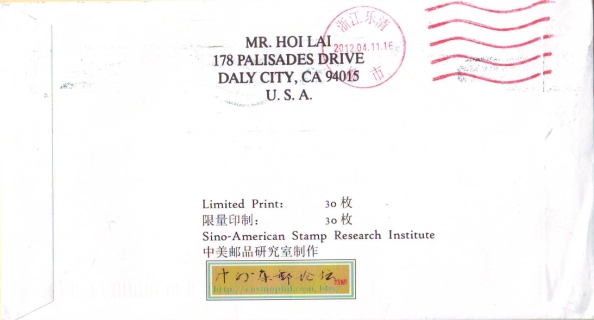 浙江乐清
MR. HOI LAI
2012.04.11.16
178 PALISADES DRIVE
DALY CITY, CA 94015
市
U. S. A.
Limited Print: 30 枚
限量印制: 30 枚
Sino-American Stamp Research Institute
中美邮品研究室制作